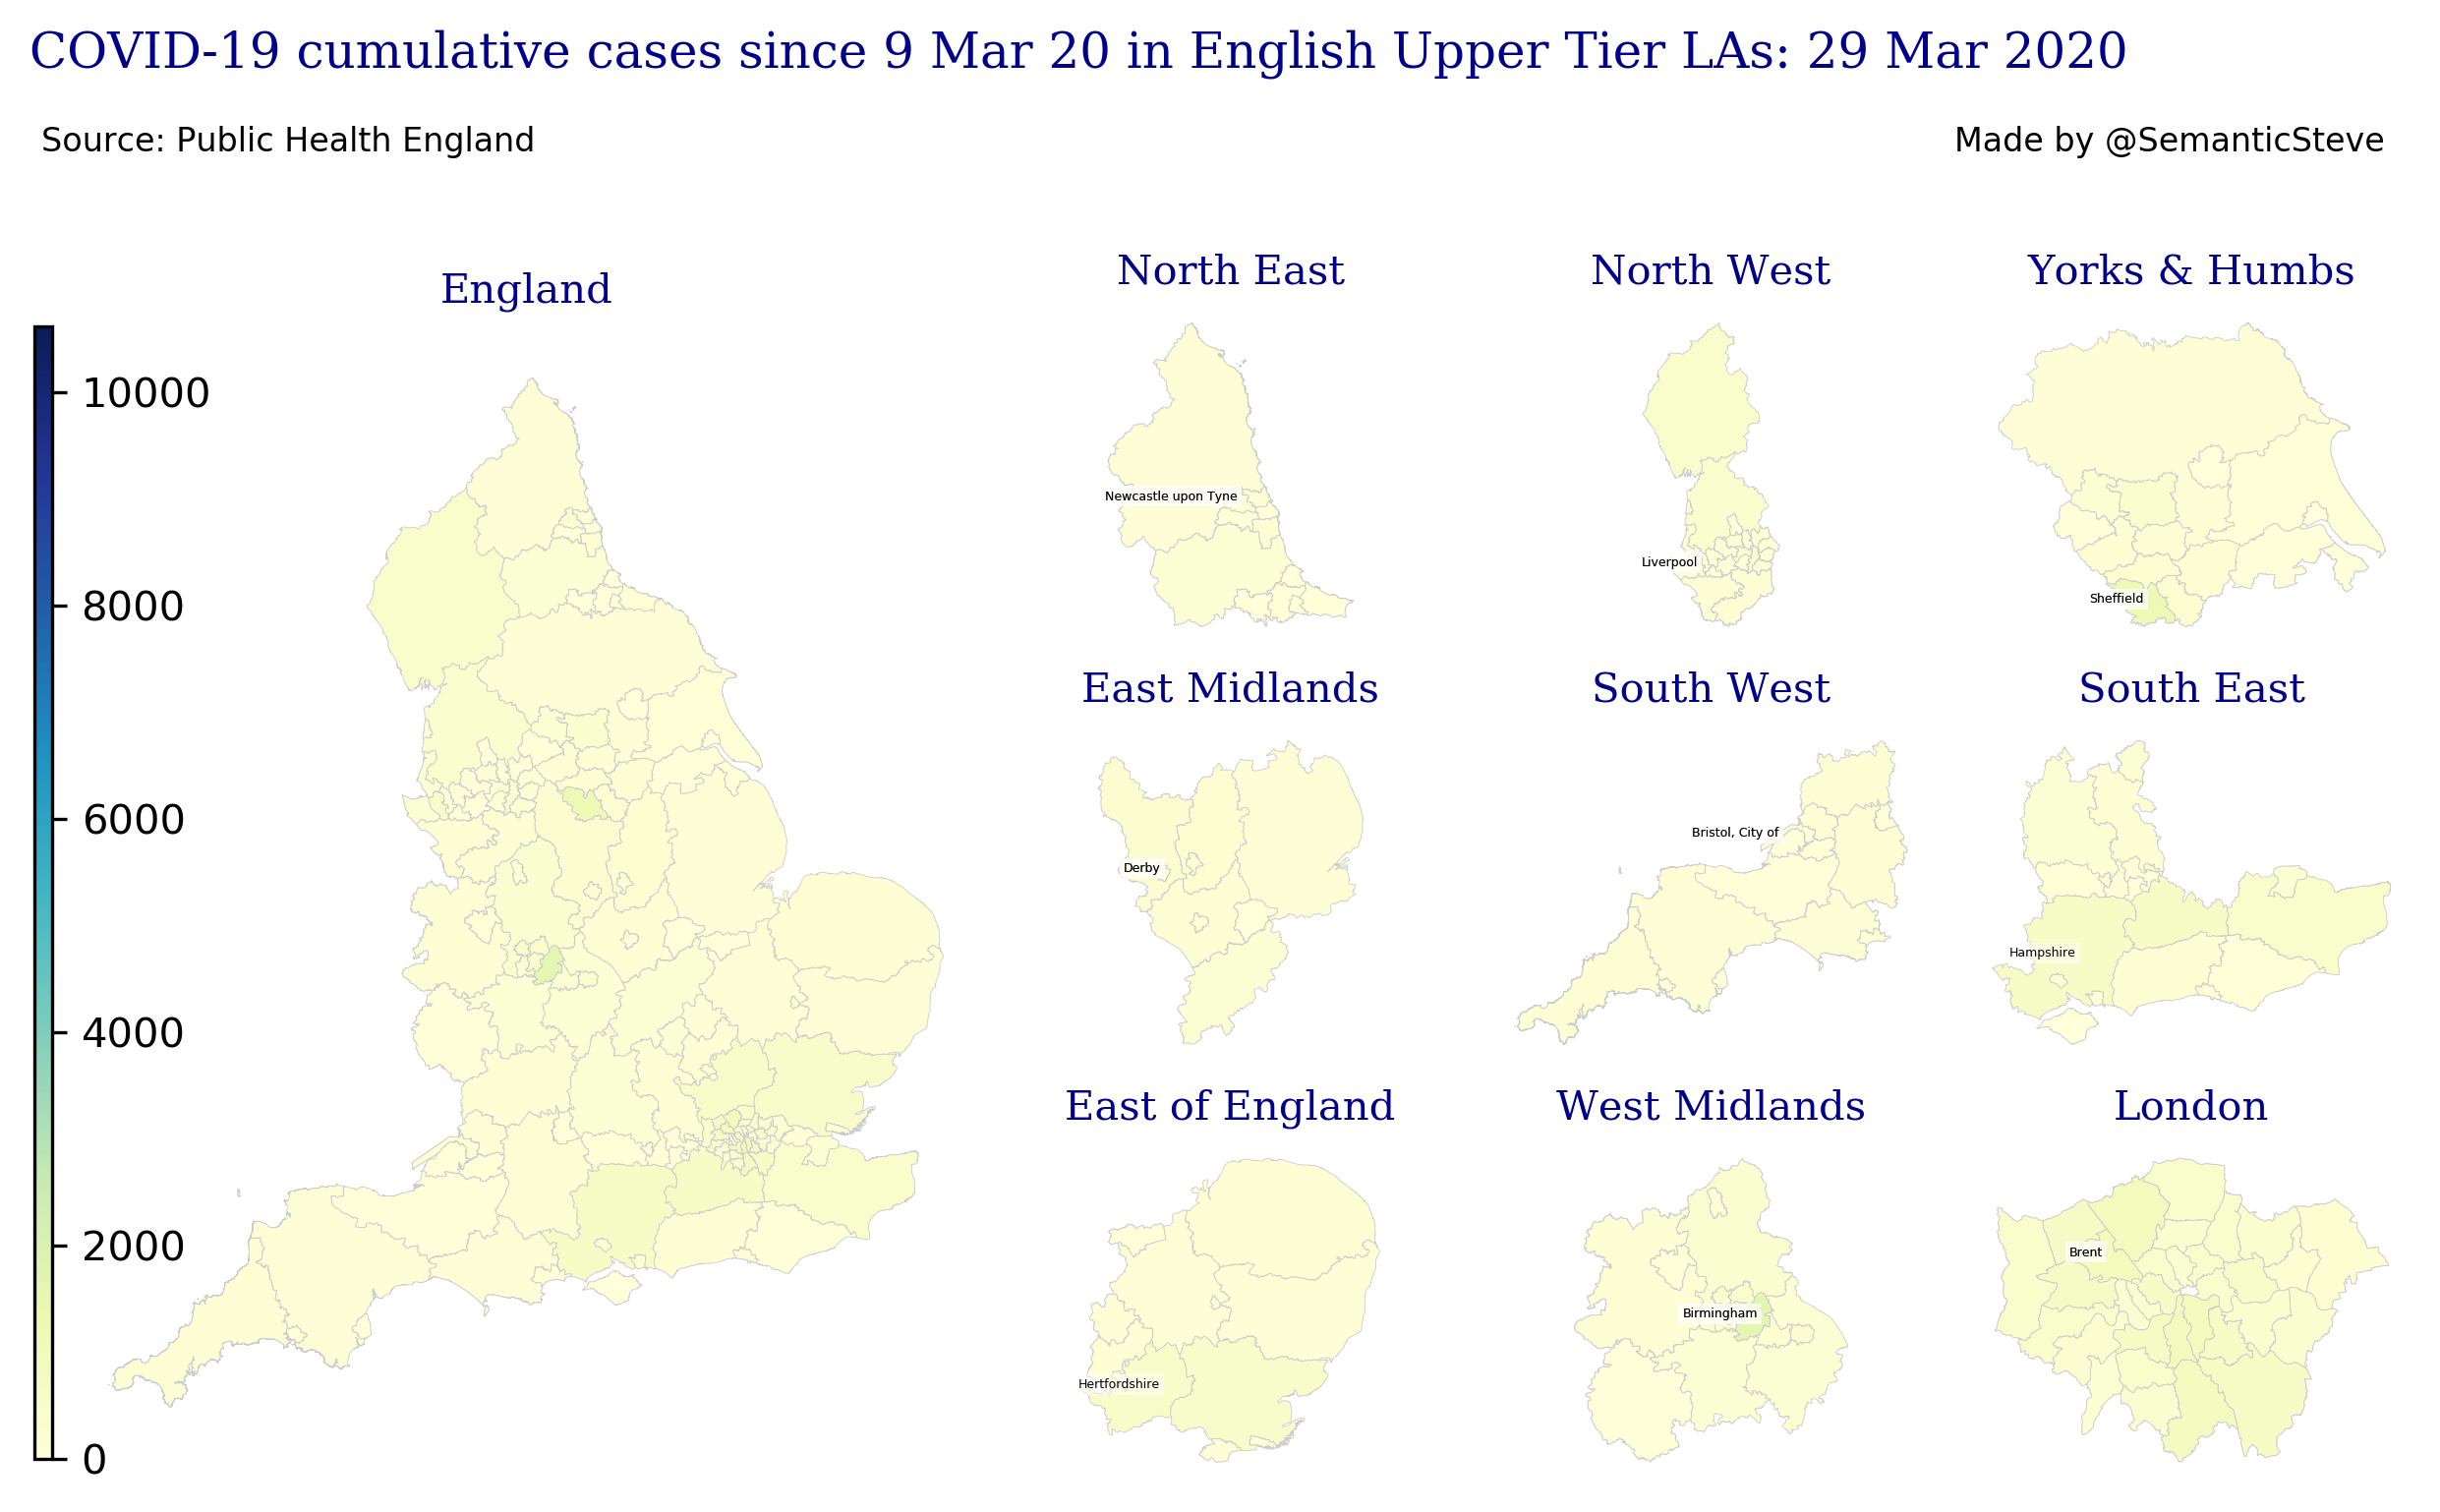 COVID-19 cumulative cases since 9 Mar 20 in English Upper Tier LAs: 29 Mar 2020
Source: Public Health England
Made by @SemanticSteve
England
10000
8000
6000
4000
2000
0
North East
Newcastle upon Tyne
North West
Liverpool
Yorks & Humbs
Sheffield
East Midlands
Derby
South West
Bristol, City of
South East
Hampshire
East of England
Hertfordshire
West Midlands
Birmingham
London
Brent